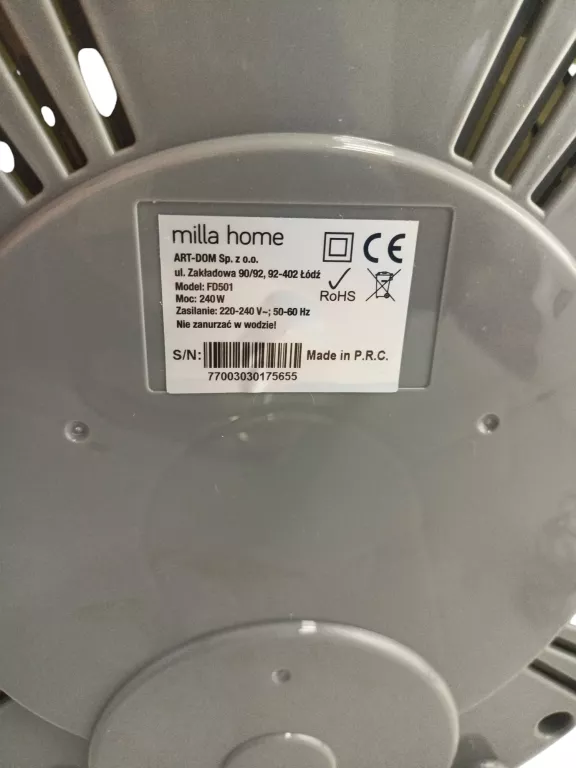 milla home
ART-DOM Sp. z o.o.
ul. Zakładowa 90/92, 92-402 Łódź
Model: FD501
Moc: 240W
Zasilanie: 220-240 V~; 50-60 Hz
Nie zanurzać w wodzie!
CE
RoHS
S/N:
77003030175655
Made in P.R.C.